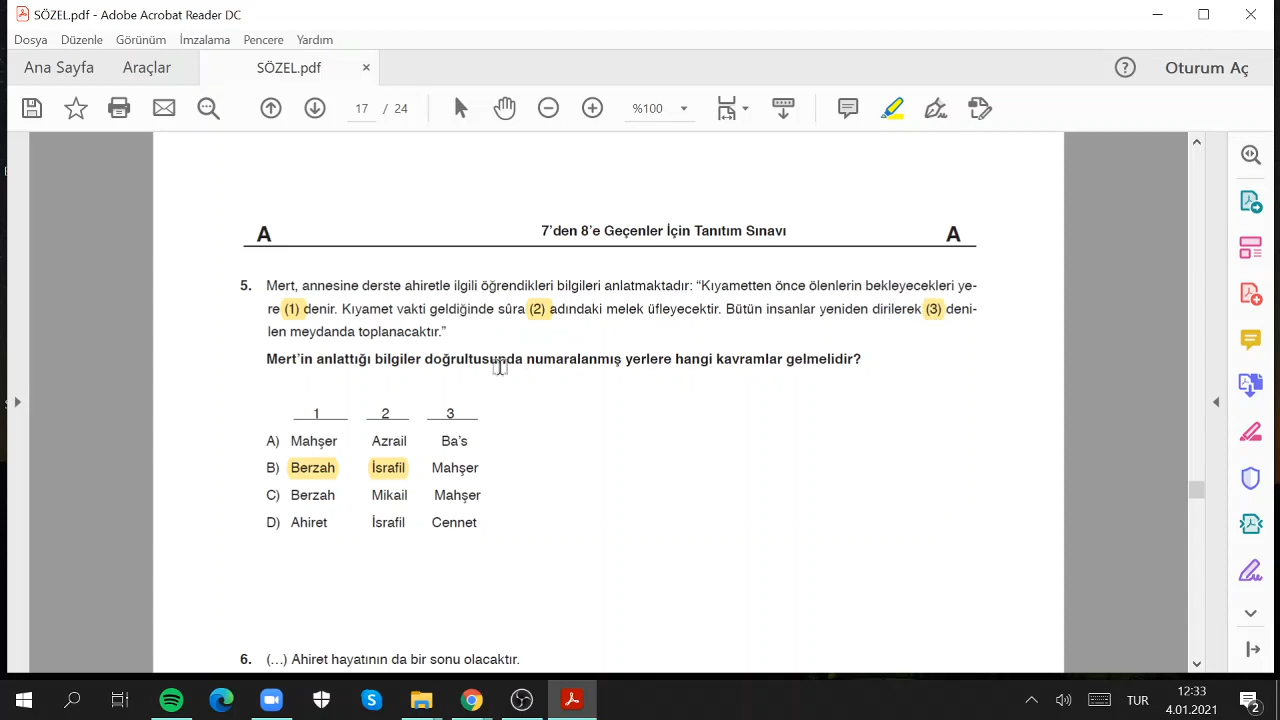 SÖZEL.pdf - Adobe Acrobat Reader DC
Dosya Düzenle Görünüm İmzalama Pencere Yardım
Ana Sayfa Araçlar SÖZEL.pdf × Oturum Aç
17 / 24 %100
A 7'den 8'e Geçenler İçin Tanıtım Sınavı A
5. Mert, annesine derste ahiretle ilgili öğrendikleri bilgileri anlatmaktadır: “Kıyametten önce ölenlerin bekleyecekleri ye-
re (1) denir. Kıyamet vakti geldiğinde sûra (2) adındaki melek üfleyecektir. Bütün insanlar yeniden dirilerek (3) deni-
len meydanda toplanacaktır.”
Mert’in anlattığı bilgiler doğrultusunda numaralanmış yerlere hangi kavramlar gelmelidir?
1 2 3
A) Mahşer Azrail Ba’s
B) Berzah İsrafil Mahşer
C) Berzah Mikail Mahşer
D) Ahiret İsrafil Cennet
6. (...) Ahiret hayatının da bir sonu olacaktır.
TUR 12:33
4.01.2021 2